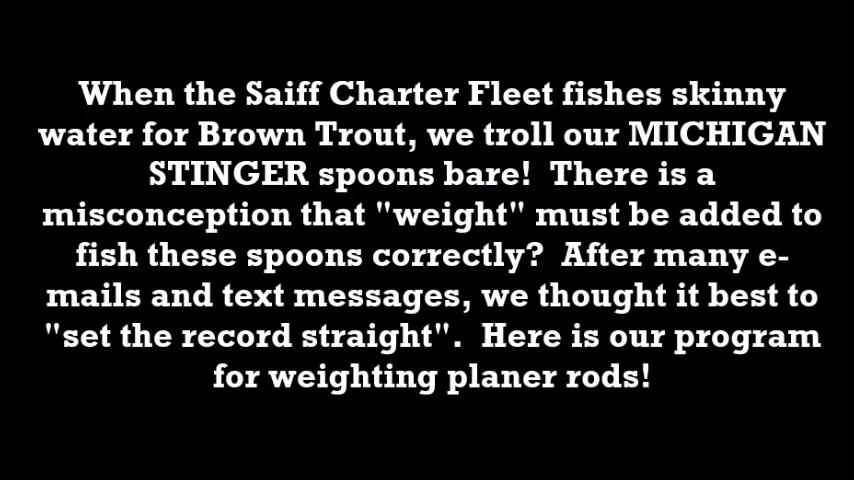 When the Saiff Charter Fleet fishes skinny
water for Brown Trout, we troll our MICHIGAN
STINGER spoons bare!  There is a
misconception that "weight" must be added to
fish these spoons correctly?  After many e-
mails and text messages, we thought it best to
"set the record straight".  Here is our program
for weighting planer rods!